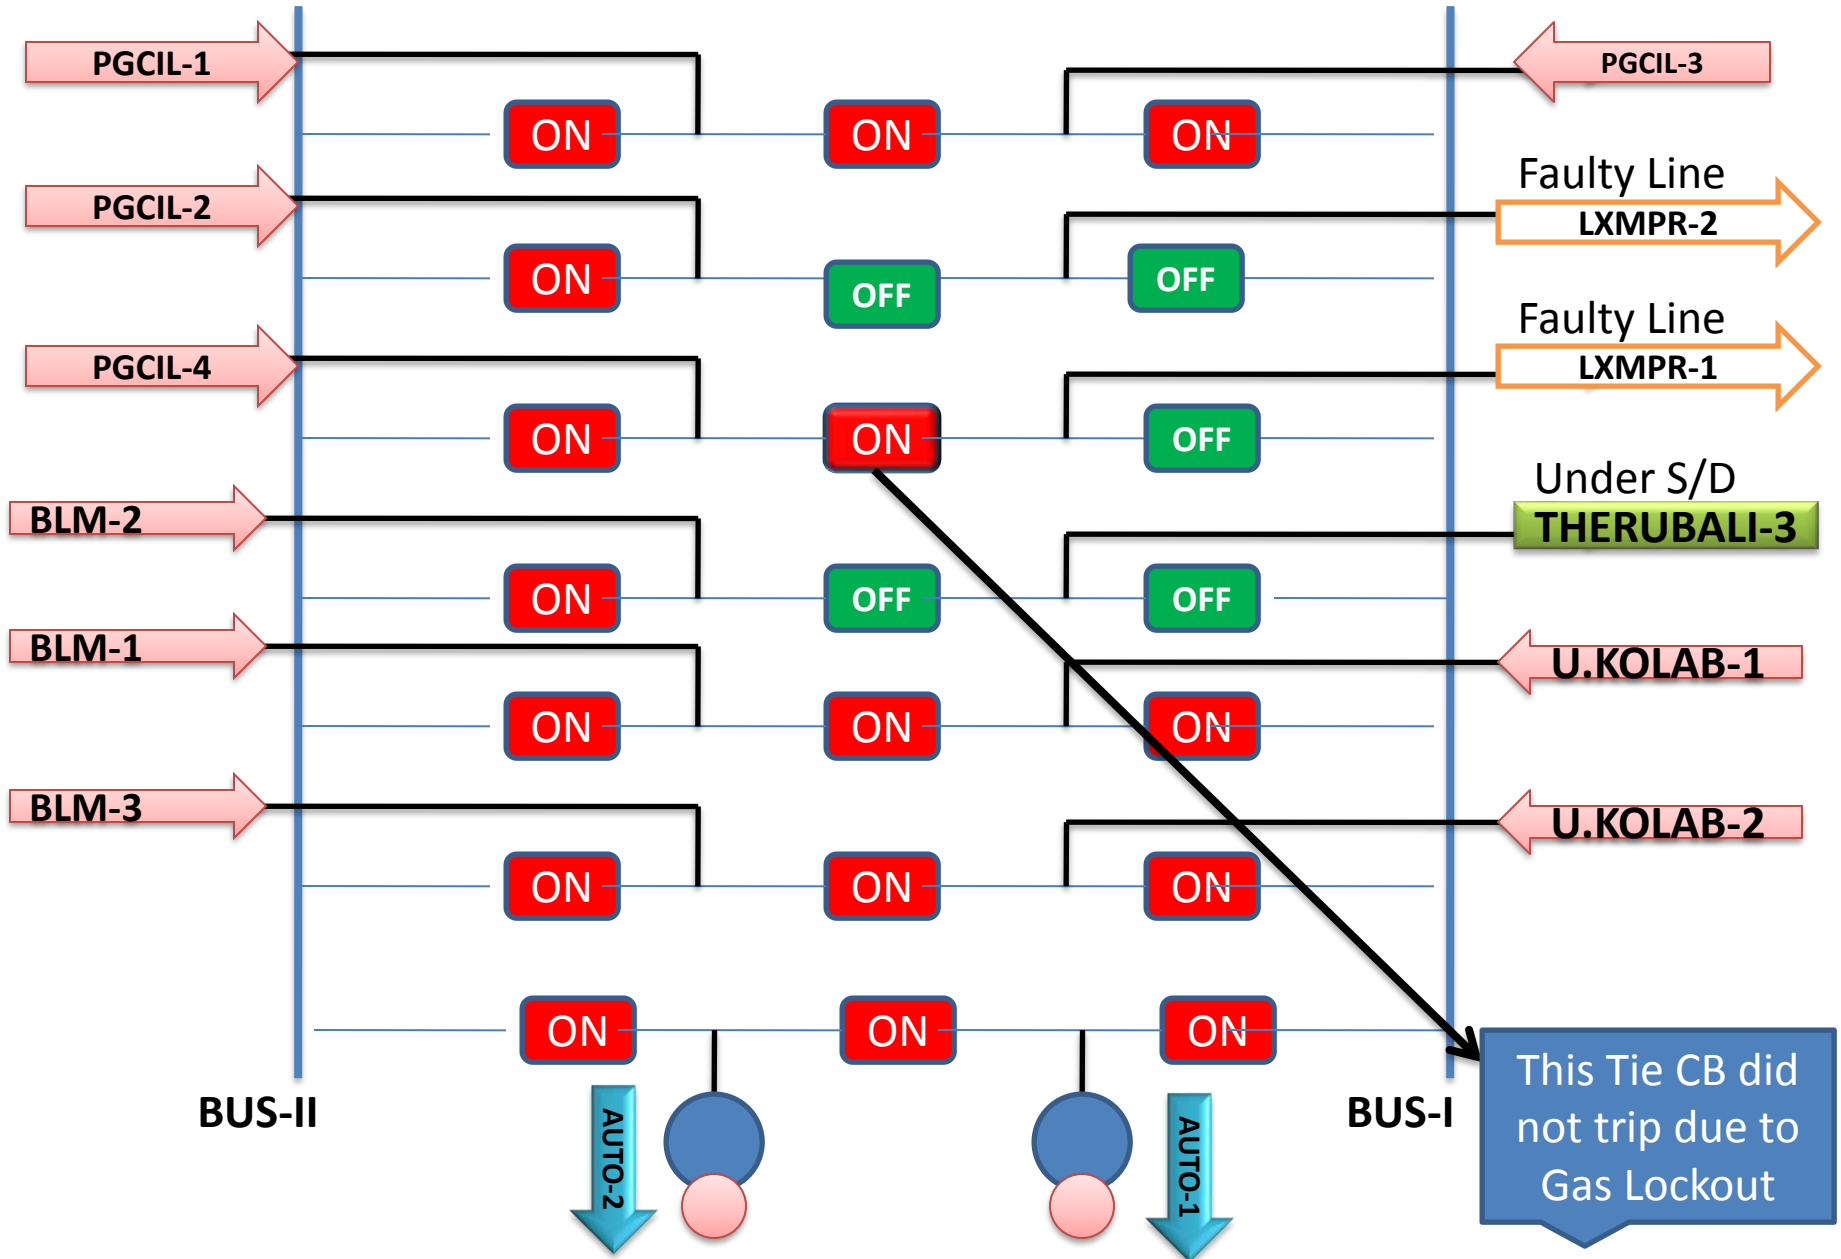 PGCIL-1
PGCIL-3
ON ON ON
Faulty Line
PGCIL-2
LXMPR-2
ON OFF OFF
Faulty Line
PGCIL-4
LXMPR-1
ON ON OFF
Under S/D
BLM-2
THERUBALI-3
ON OFF OFF
BLM-1
U.KOLAB-1
ON ON ON
BLM-3
U.KOLAB-2
ON ON ON
ON ON ON
BUS-II
AUTO-2
AUTO-1
BUS-I
This Tie CB did
not trip due to
Gas Lockout